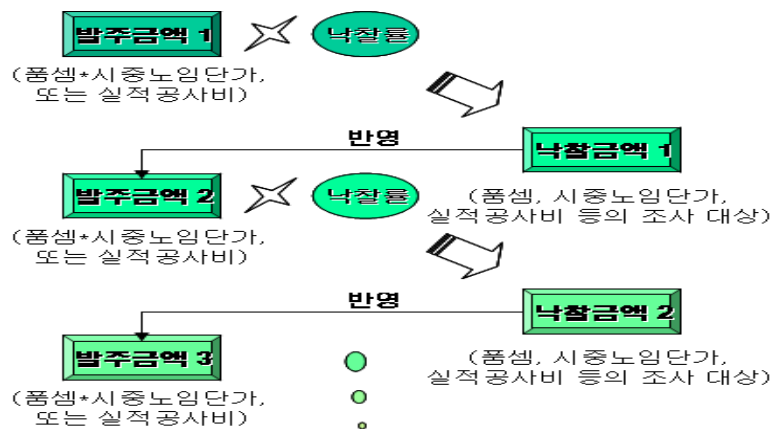 발주금액 1 낙찰률
(품셈*시중노임단가,
또는 실적공사비)
반영
낙찰금액 1
발주금액 2 낙찰률
(품셈, 시중노임단가,
실적공사비 등의 조사 대상)
(품셈*시중노임단가,
또는 실적공사비)
반영
낙찰금액 2
발주금액 3
(품셈, 시중노임단가,
실적공사비 등의 조사 대상)
(품셈*시중노임단가,
또는 실적공사비)